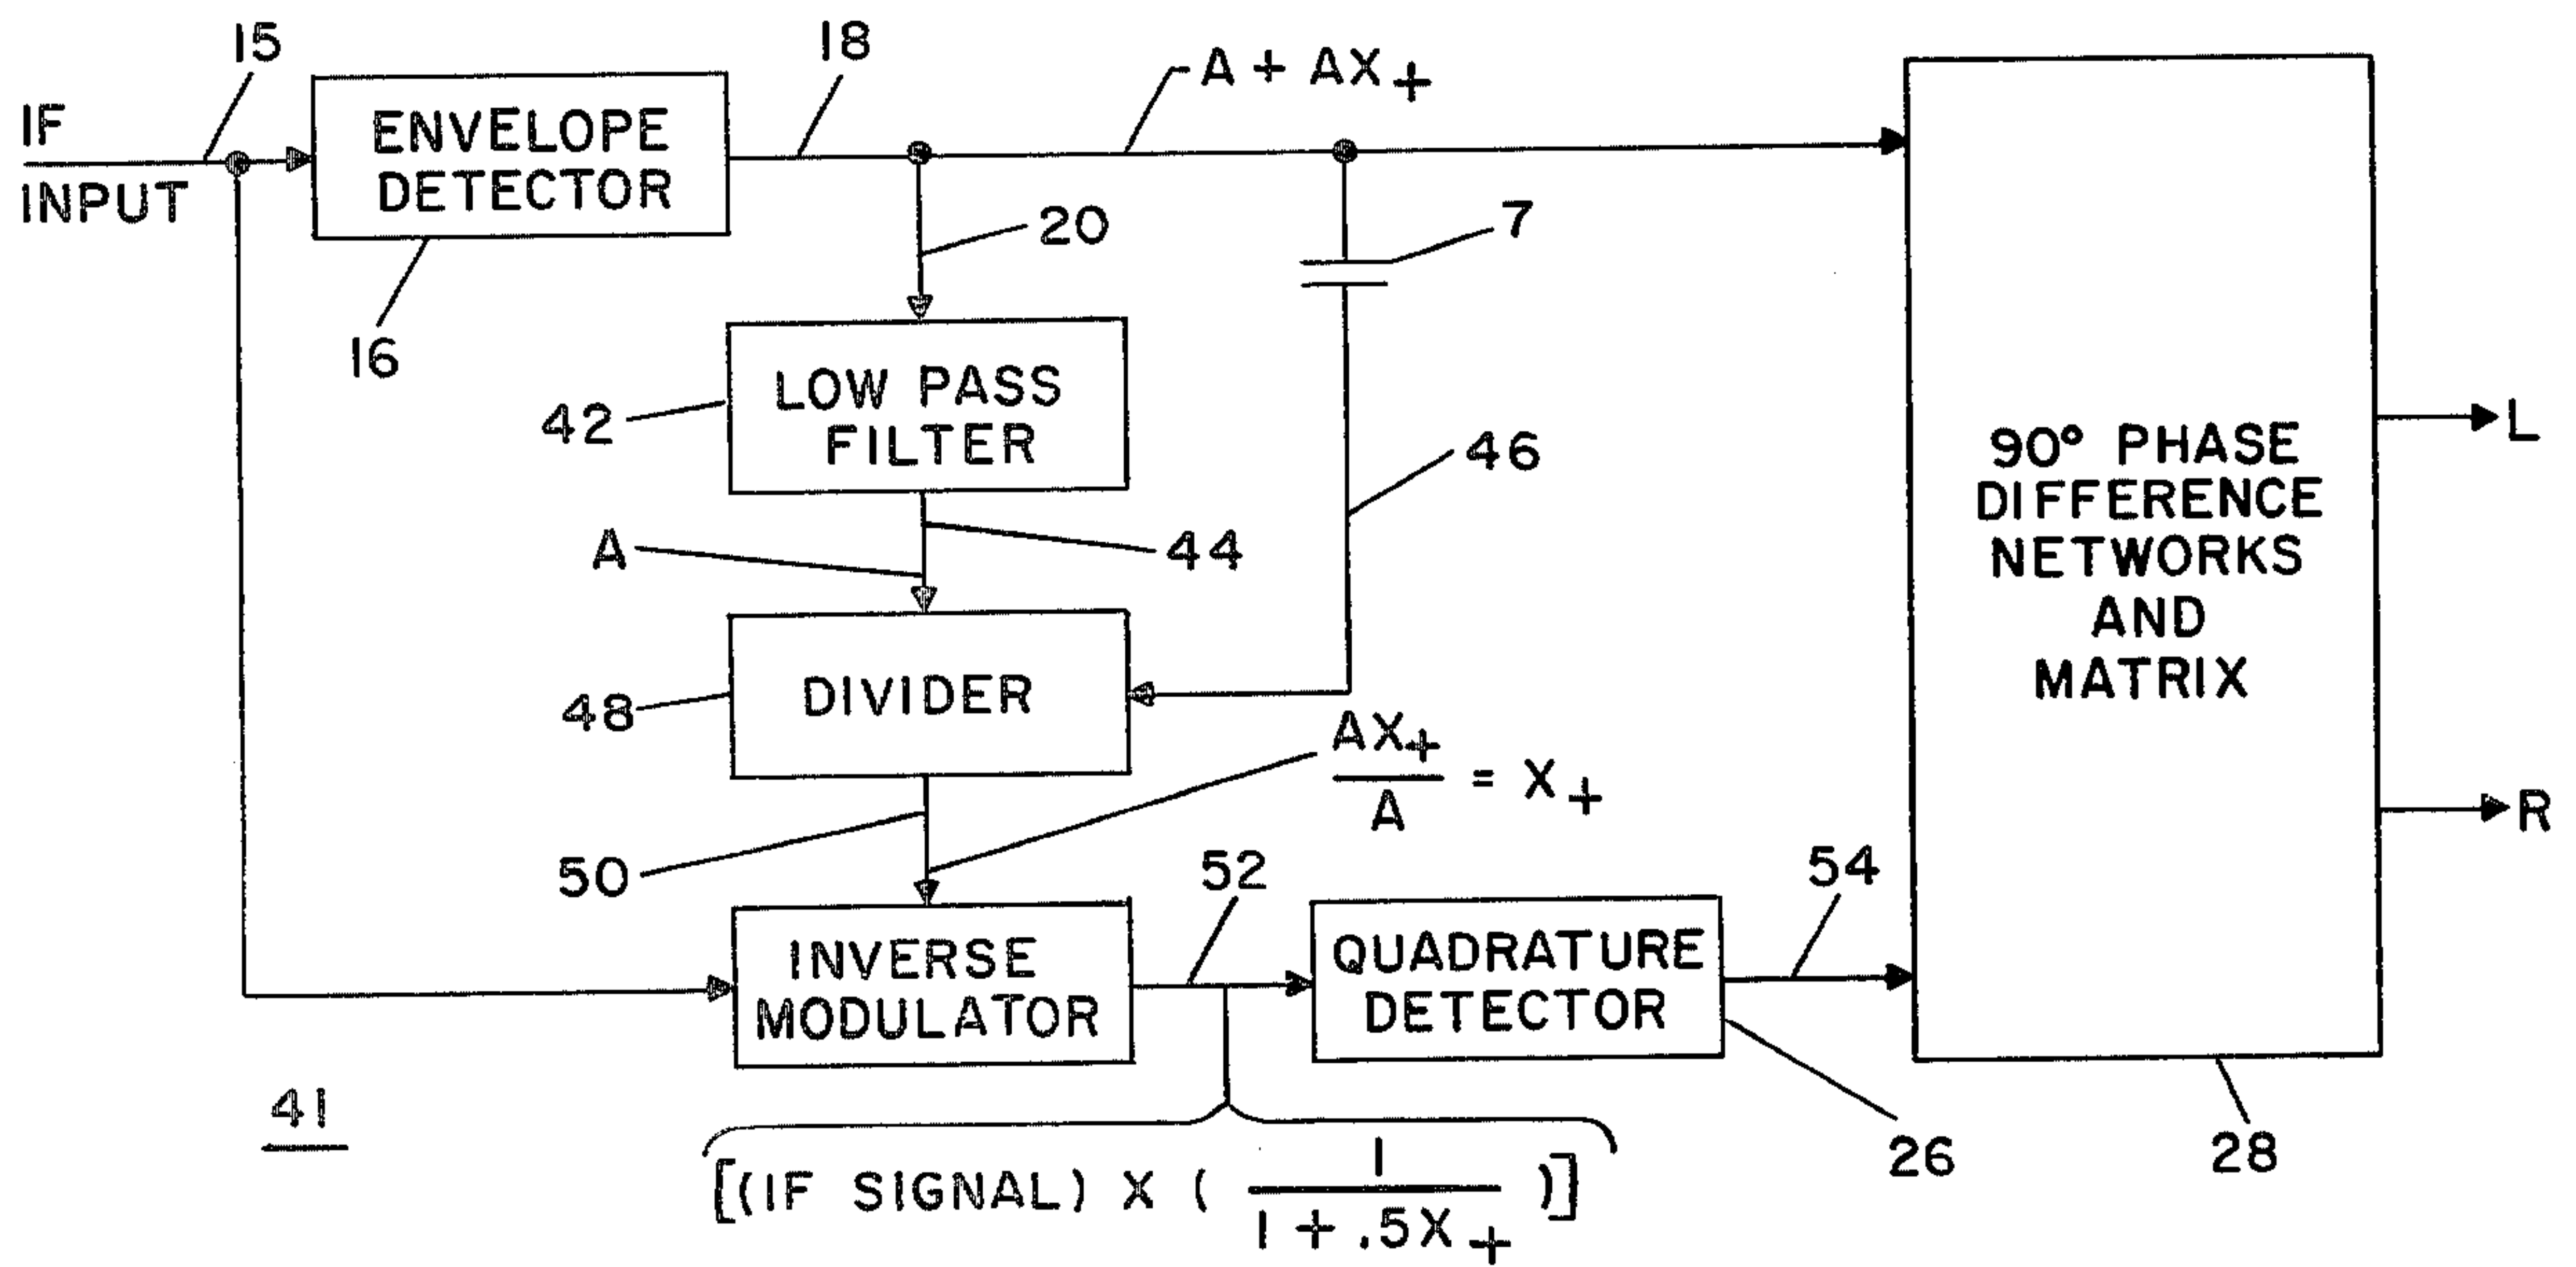 15
18
A + AX+
IF
INPUT
ENVELOPE
DETECTOR
16
20
7
LOW PASS
FILTER
42
46
A
44
90° PHASE
DIFFERENCE
NETWORKS
AND
MATRIX
L
R
DIVIDER
48
AX+
A
= X+
50
52
54
INVERSE
MODULATOR
QUADRATURE
DETECTOR
41
26
28
[(IF SIGNAL) X ( 1 )]
1 + .5X+